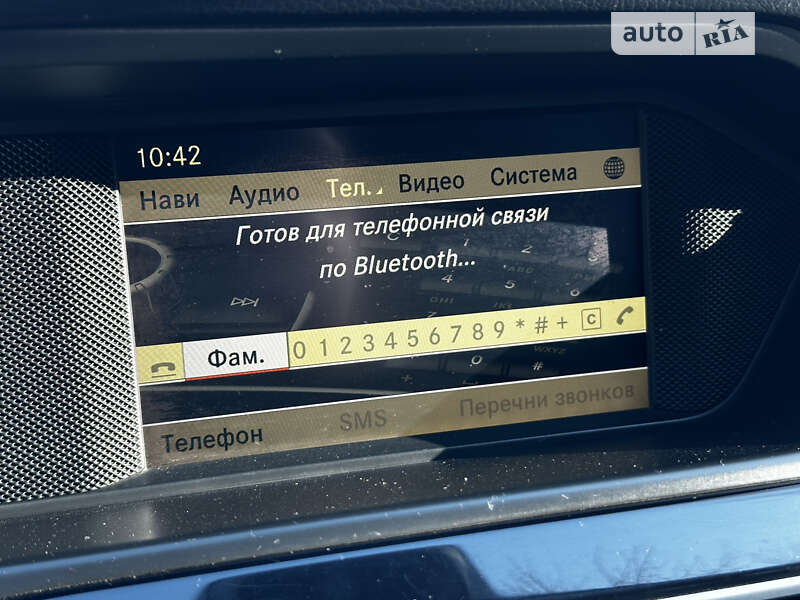 auto RIA
10:42
Нави Аудио Тел. Видео Система
Готов для телефонной связи
по Bluetooth...
Фам. 0 1 2 3 4 5 6 7 8 9 * # + C
Телефон SMS Перечни звонков